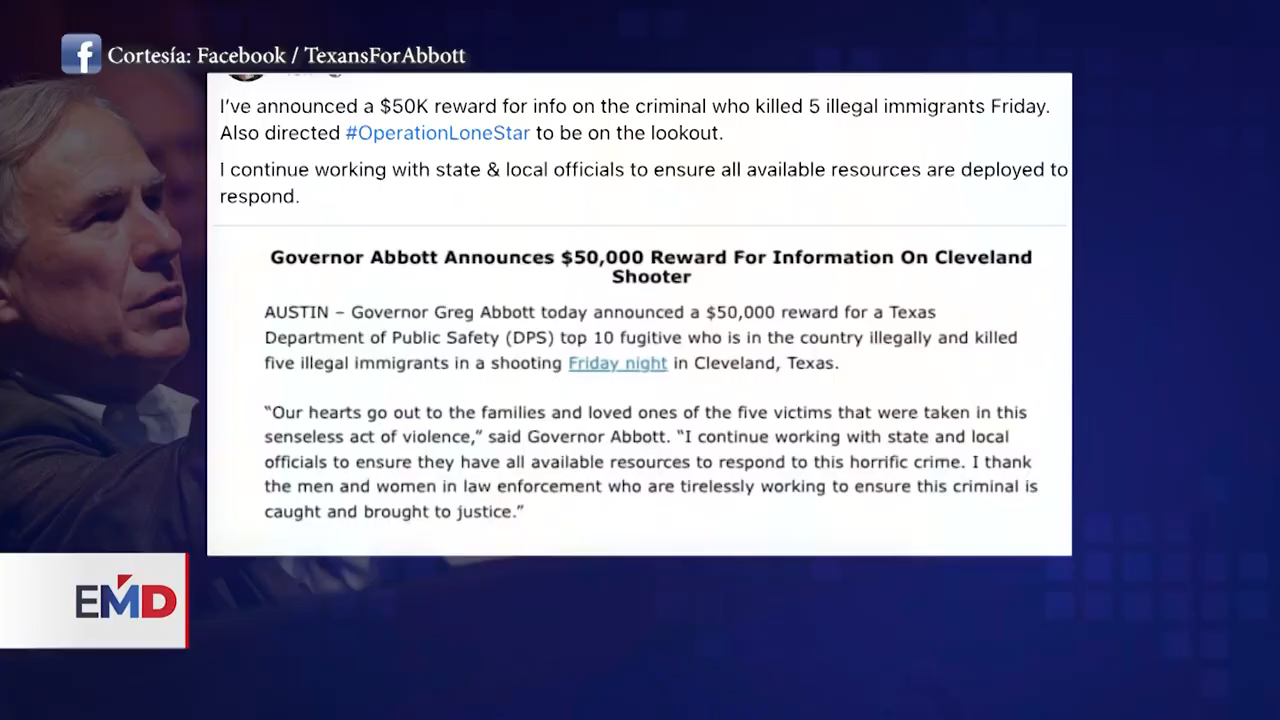 Cortesía: Facebook / TexansForAbbott
I've announced a $50K reward for info on the criminal who killed 5 illegal immigrants Friday.
Also directed #OperationLoneStar to be on the lookout.
I continue working with state & local officials to ensure all available resources are deployed to
respond.
Governor Abbott Announces $50,000 Reward For Information On Cleveland
Shooter
AUSTIN – Governor Greg Abbott today announced a $50,000 reward for a Texas
Department of Public Safety (DPS) top 10 fugitive who is in the country illegally and killed
five illegal immigrants in a shooting Friday night in Cleveland, Texas.
“Our hearts go out to the families and loved ones of the five victims that were taken in this
senseless act of violence,” said Governor Abbott. “I continue working with state and local
officials to ensure they have all available resources to respond to this horrific crime. I thank
the men and women in law enforcement who are tirelessly working to ensure this criminal is
caught and brought to justice.”
EMD